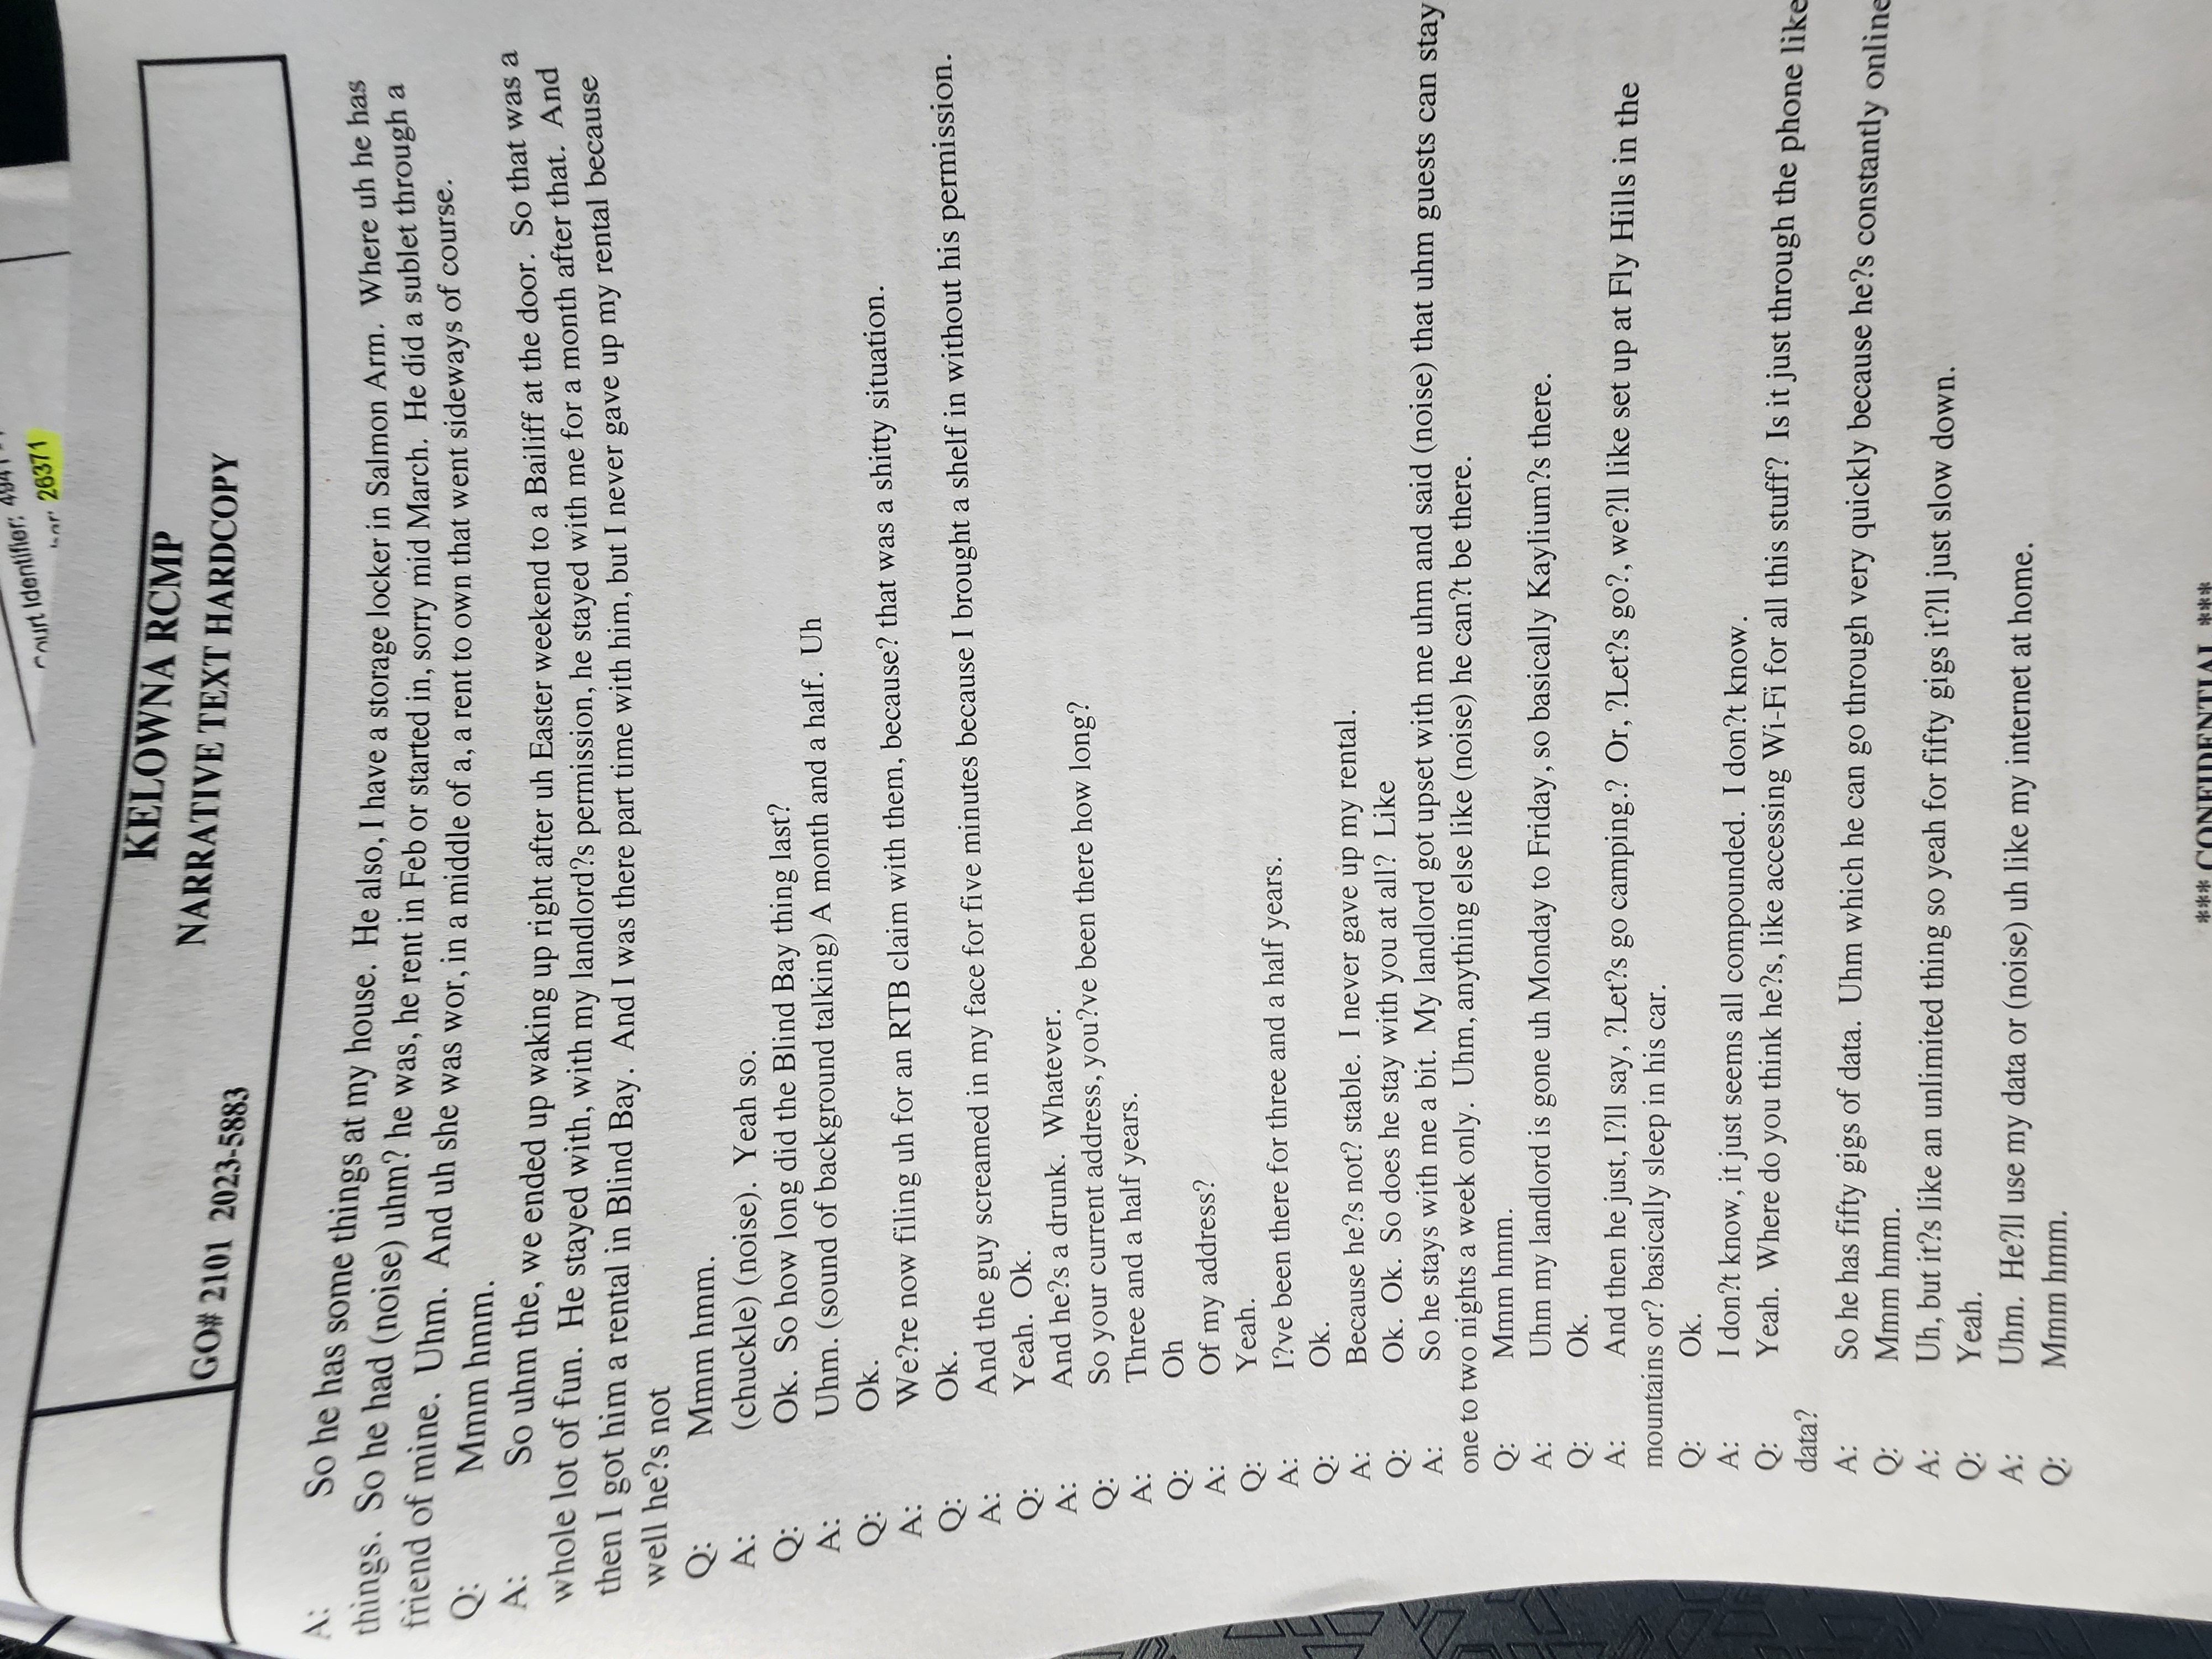 Court Identifier: 4941
26371
KELOWNA RCMP
NARRATIVE TEXT HARDCOPY
GO# 2101 2023-5883
A: So he has some things at my house. He also, I have a storage locker in Salmon Arm. Where uh he has
things. So he had (noise) uhm? he was, he rent in Feb or started in, sorry mid March. He did a sublet through a
friend of mine. Uhm. And uh she was wor, in a middle of a, a rent to own that went sideways of course.
Q: Mmm hmm.
A: So uhm the, we ended up waking up right after uh Easter weekend to a Bailiff at the door. So that was a
whole lot of fun. He stayed with, with my landlord?s permission, he stayed with me for a month after that. And
then I got him a rental in Blind Bay. And I was there part time with him, but I never gave up my rental because
well he?s not
Q: Mmm hmm.
A: (chuckle) (noise). Yeah so.
Q: Ok. So how long did the Blind Bay thing last?
A: Uhm. (sound of background talking) A month and a half. Uh
Q: Ok.
A: We?re now filing uh for an RTB claim with them, because? that was a shitty situation.
Q: Ok.
A: And the guy screamed in my face for five minutes because I brought a shelf in without his permission.
Q: Yeah. Ok.
A: And he?s a drunk. Whatever.
Q: So your current address, you?ve been there how long?
A: Three and a half years.
Q: Oh
A: Of my address?
Q: Yeah.
A: I?ve been there for three and a half years.
Q: Ok.
A: Because he?s not? stable. I never gave up my rental.
Q: Ok. Ok. So does he stay with you at all? Like
A: So he stays with me a bit. My landlord got upset with me uhm and said (noise) that uhm guests can stay
one to two nights a week only. Uhm, anything else like (noise) he can?t be there.
Q: Mmm hmm.
A: Uhm my landlord is gone uh Monday to Friday, so basically Kaylium?s there.
Q: Ok.
A: And then he just, I?ll say, ?Let?s go camping.? Or, ?Let?s go?, we?ll like set up at Fly Hills in the
mountains or? basically sleep in his car.
Q: Ok.
A: I don?t know, it just seems all compounded. I don?t know.
Q: Yeah. Where do you think he?s, like accessing Wi-Fi for all this stuff? Is it just through the phone like
data?
A: So he has fifty gigs of data. Uhm which he can go through very quickly because he?s constantly online
Q: Mmm hmm.
A: Uh, but it?s like an unlimited thing so yeah for fifty gigs it?ll just slow down.
Q: Yeah.
A: Uhm. He?ll use my data or (noise) uh like my internet at home.
Q: Mmm hmm.
*** CONFIDENTIAL ***